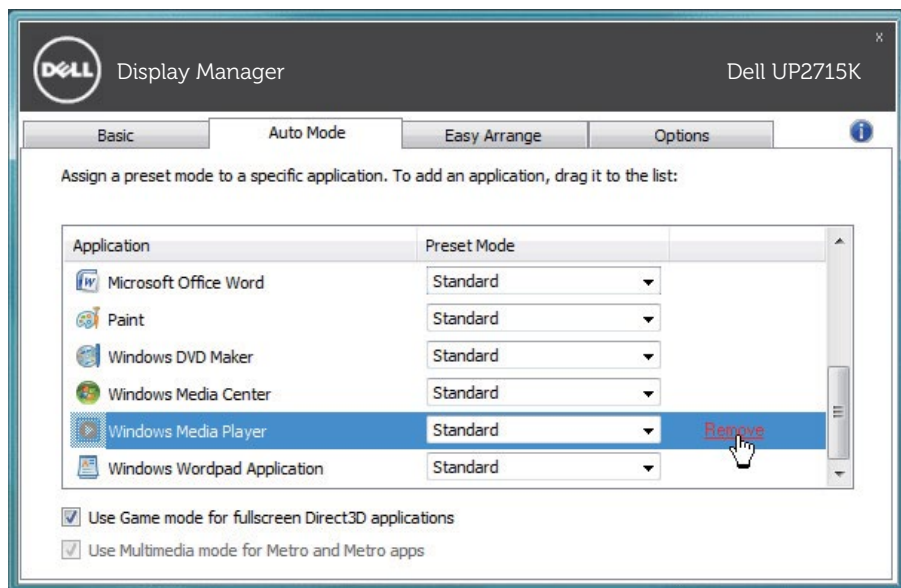 x
DELL Display Manager Dell UP2715K
Basic Auto Mode Easy Arrange Options i
Assign a preset mode to a specific application. To add an application, drag it to the list:
Application Preset Mode
Microsoft Office Word Standard
Paint Standard
Windows DVD Maker Standard
Windows Media Center Standard
Windows Media Player Standard Remove
Windows Wordpad Application Standard
Use Game mode for fullscreen Direct3D applications
Use Multimedia mode for Metro and Metro apps